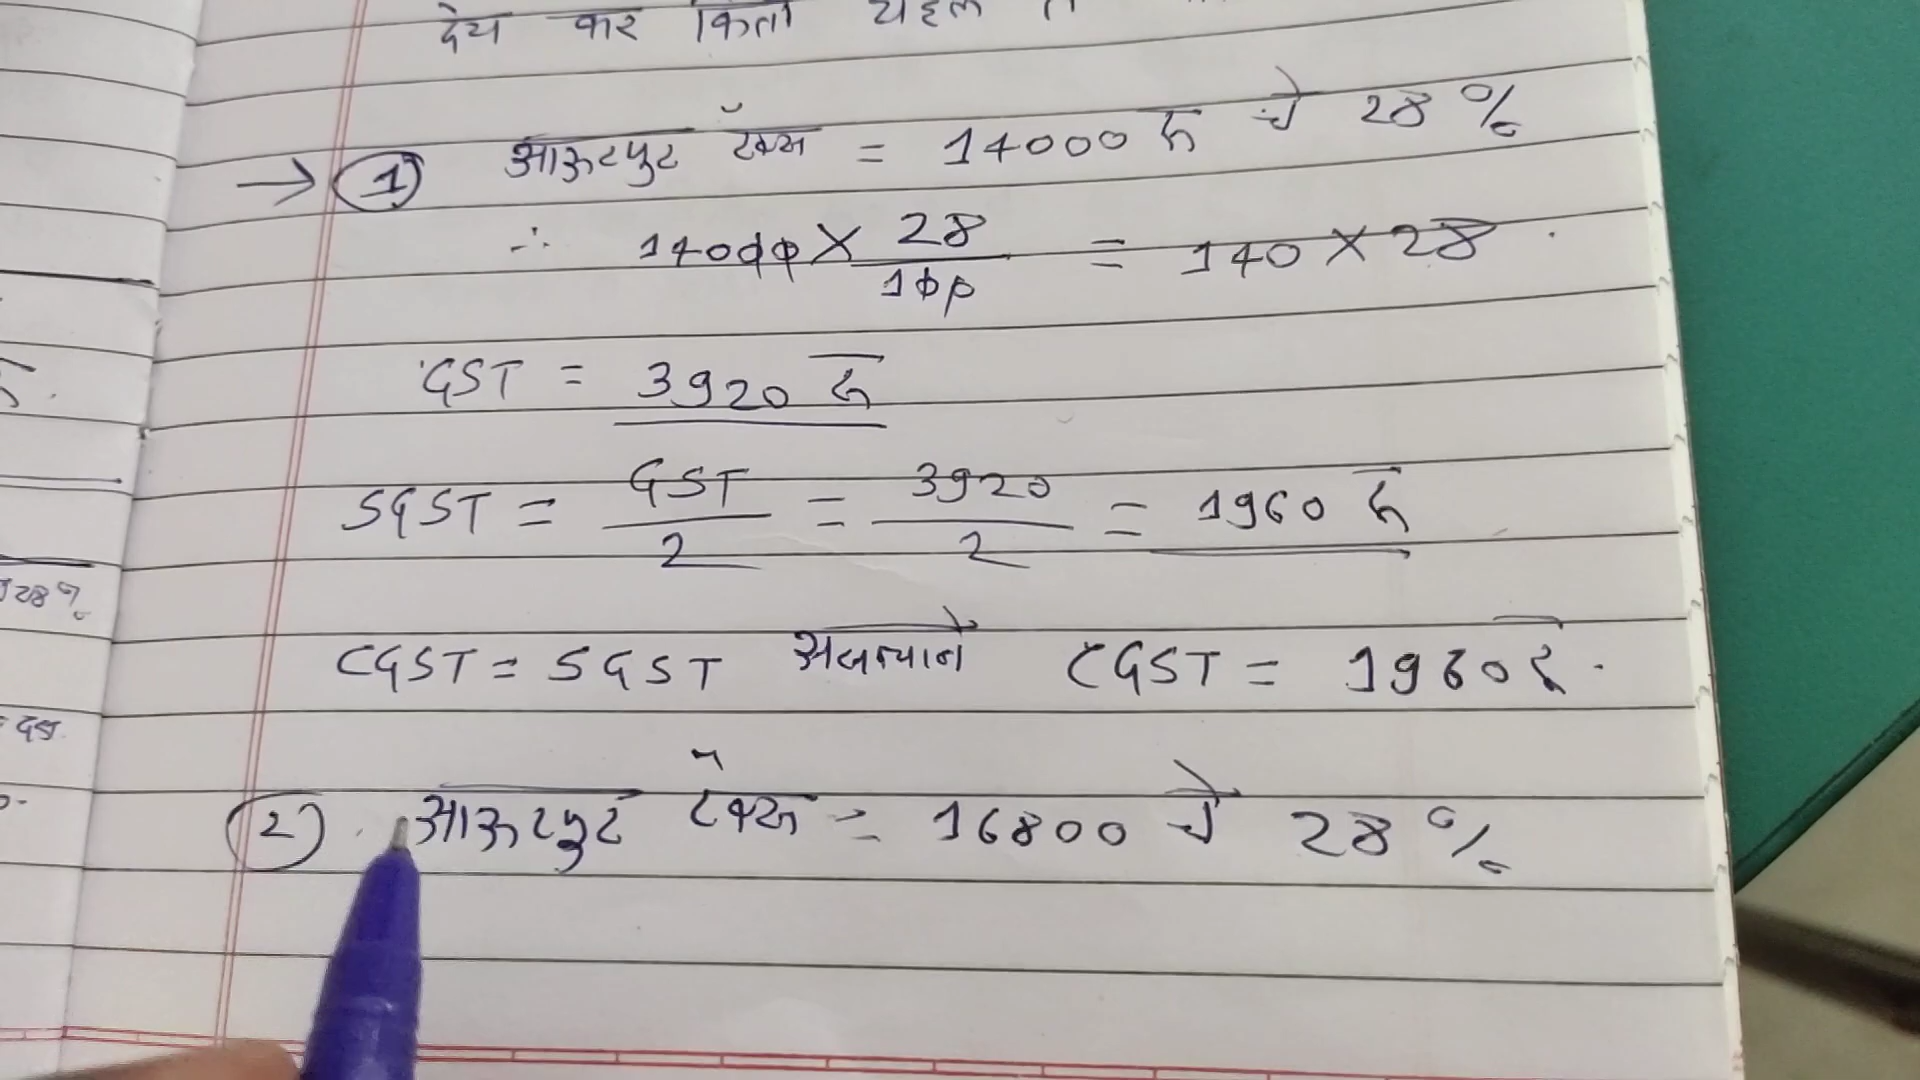 देय कर किती
→ ① आऊटपुट टॅक्स = 14000 रु चे 28 %
∴ 14000 × 28/100 = 140 × 28 .
GST = 3920 रु
SGST = GST/2 = 3920/2 = 1960 रु
CGST = SGST असल्याने CGST = 1960 रु.
② आऊटपुट टॅक्स = 16800 चे 28 %
28 %